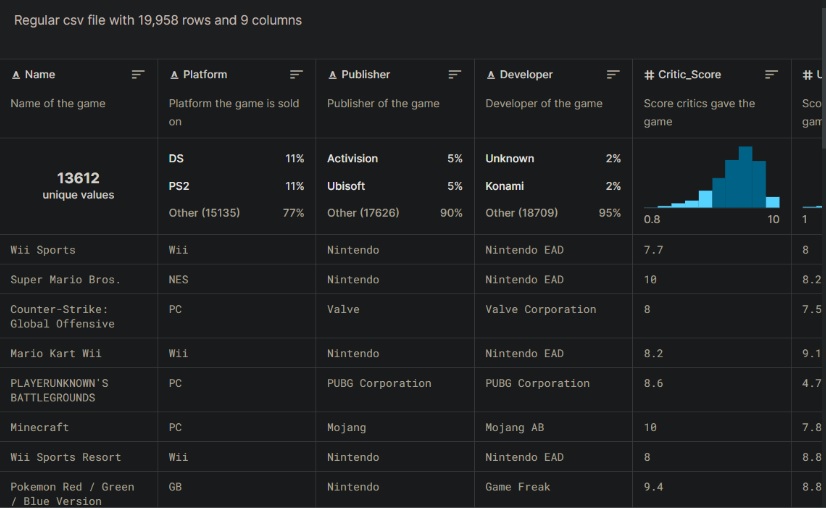 Regular csv file with 19,958 rows and 9 columns
A Name
A Platform
A Publisher
A Developer
# Critic_Score
# U
Name of the game
Platform the game is sold
on
Publisher of the game
Developer of the game
Score critics gave the
game
Sco
gam
13612
unique values
DS 11%
PS2 11%
Other (15135) 77%
Activision 5%
Ubisoft 5%
Other (17626) 90%
Unknown 2%
Konami 2%
Other (18709) 95%
0.8 10
1
Wii Sports Wii Nintendo Nintendo EAD 7.7 8
Super Mario Bros. NES Nintendo Nintendo EAD 10 8.2
Counter-Strike: PC Valve Valve Corporation 8 7.5
Global Offensive
Mario Kart Wii Wii Nintendo Nintendo EAD 8.2 9.1
PLAYERUNKNOWN'S PC PUBG Corporation PUBG Corporation 8.6 4.7
BATTLEGROUNDS
Minecraft PC Mojang Mojang AB 10 7.8
Wii Sports Resort Wii Nintendo Nintendo EAD 8 8.8
Pokemon Red / Green GB Nintendo Game Freak 9.4 8.8
/ Blue Version